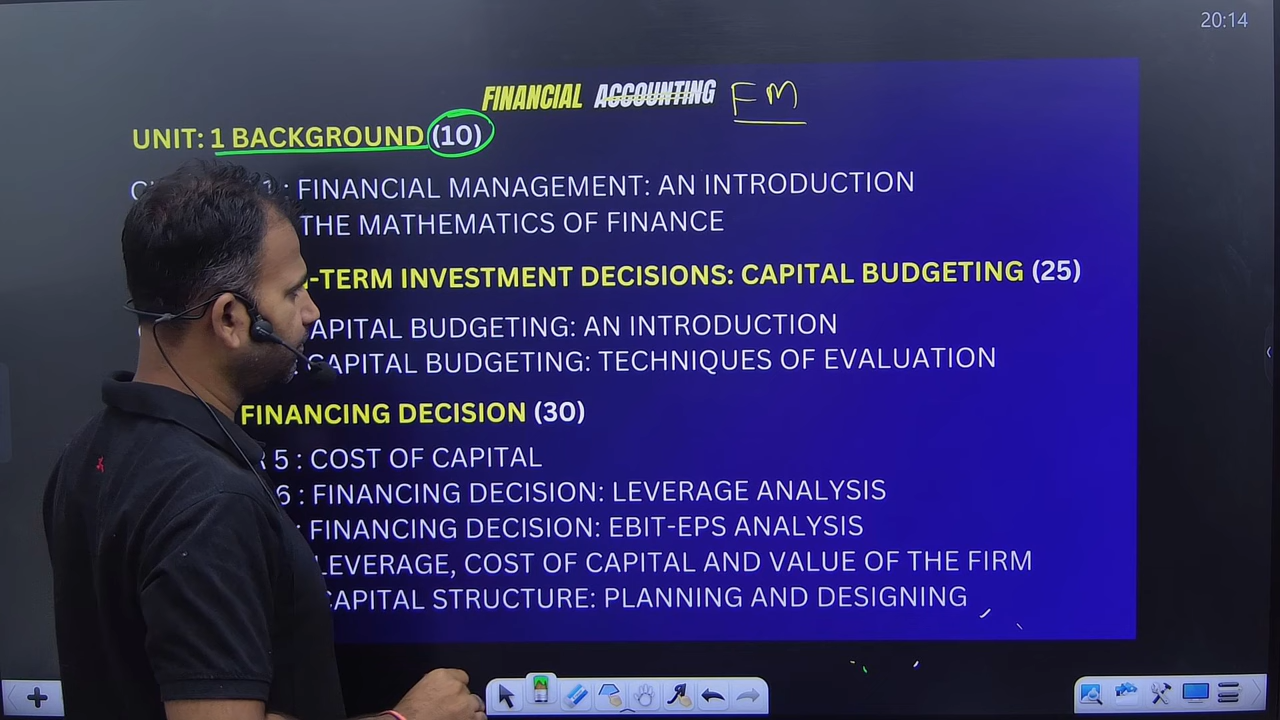 20:14
FINANCIAL ACCOUNTING FM
UNIT: 1 BACKGROUND (10)
1 : FINANCIAL MANAGEMENT: AN INTRODUCTION
THE MATHEMATICS OF FINANCE
-TERM INVESTMENT DECISIONS: CAPITAL BUDGETING (25)
CAPITAL BUDGETING: AN INTRODUCTION
CAPITAL BUDGETING: TECHNIQUES OF EVALUATION
FINANCING DECISION (30)
5 : COST OF CAPITAL
6 : FINANCING DECISION: LEVERAGE ANALYSIS
: FINANCING DECISION: EBIT-EPS ANALYSIS
LEVERAGE, COST OF CAPITAL AND VALUE OF THE FIRM
CAPITAL STRUCTURE: PLANNING AND DESIGNING